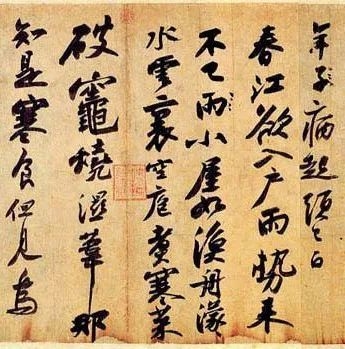 年子病起頭已白
春江欲入戶雨勢來
不已雨小屋如漁舟濛
水雲裏空庖煮寒菜
破竈燒濕葦那
知是寒食但見烏